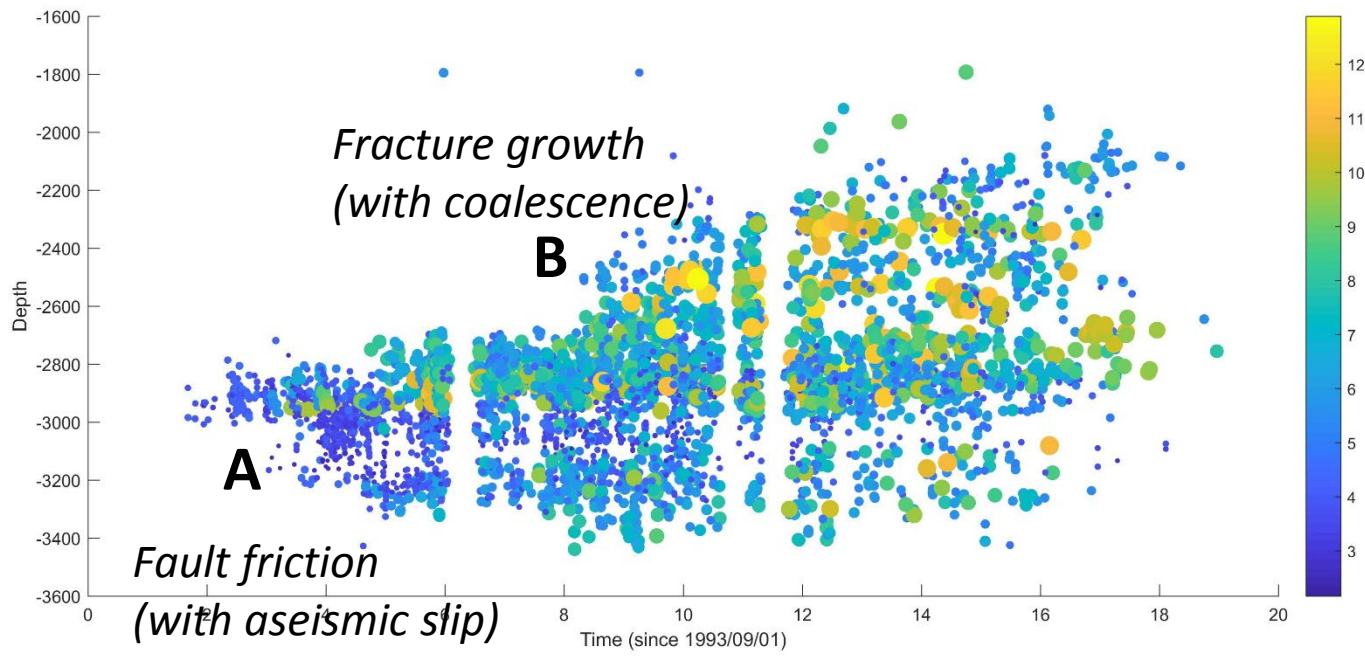 -1600
-1800
-2000
-2200
-2400
-2600
-2800
-3000
-3200
-3400
-3600
Depth
Fracture growth
(with coalescence)
B
A
Fault friction
(with aseismic slip)
0 2 4 6 8 10 12 14 16 18 20
Time (since 1993/09/01)
12
11
10
9
8
7
6
5
4
3